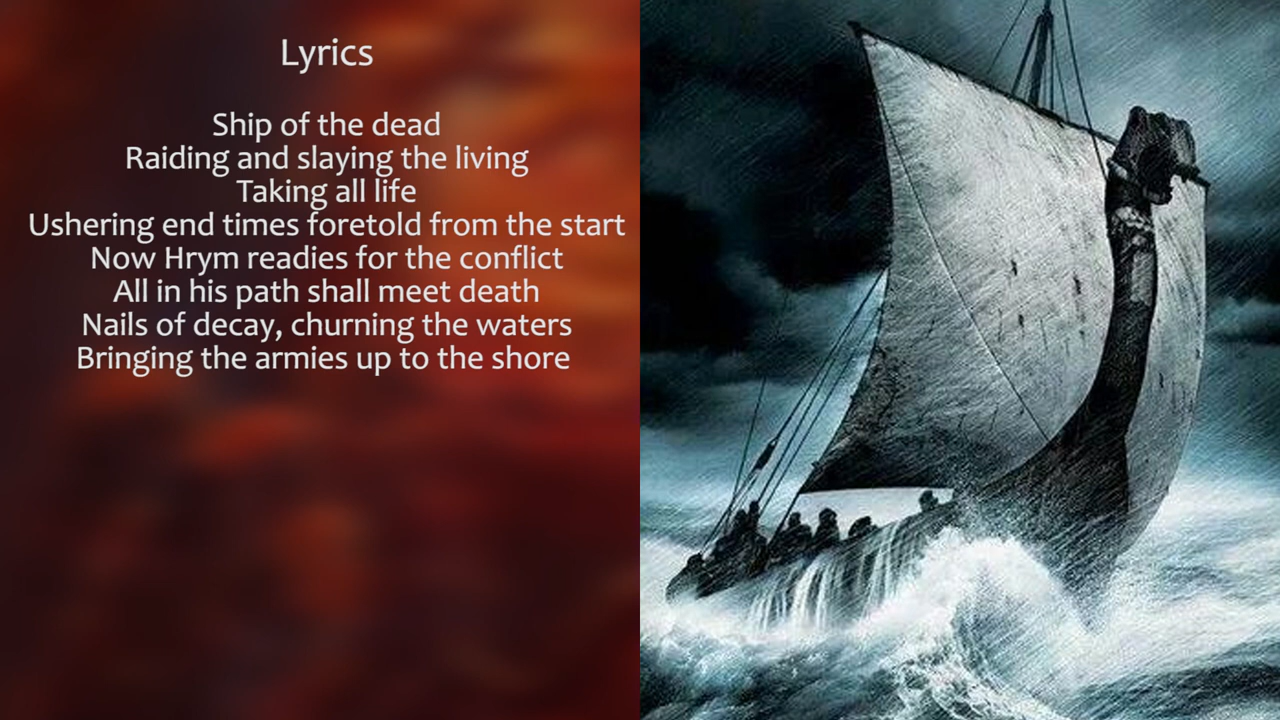 Lyrics
Ship of the dead
Raiding and slaying the living
Taking all life
Ushering end times foretold from the start
Now Hrym readies for the conflict
All in his path shall meet death
Nails of decay, churning the waters
Bringing the armies up to the shore